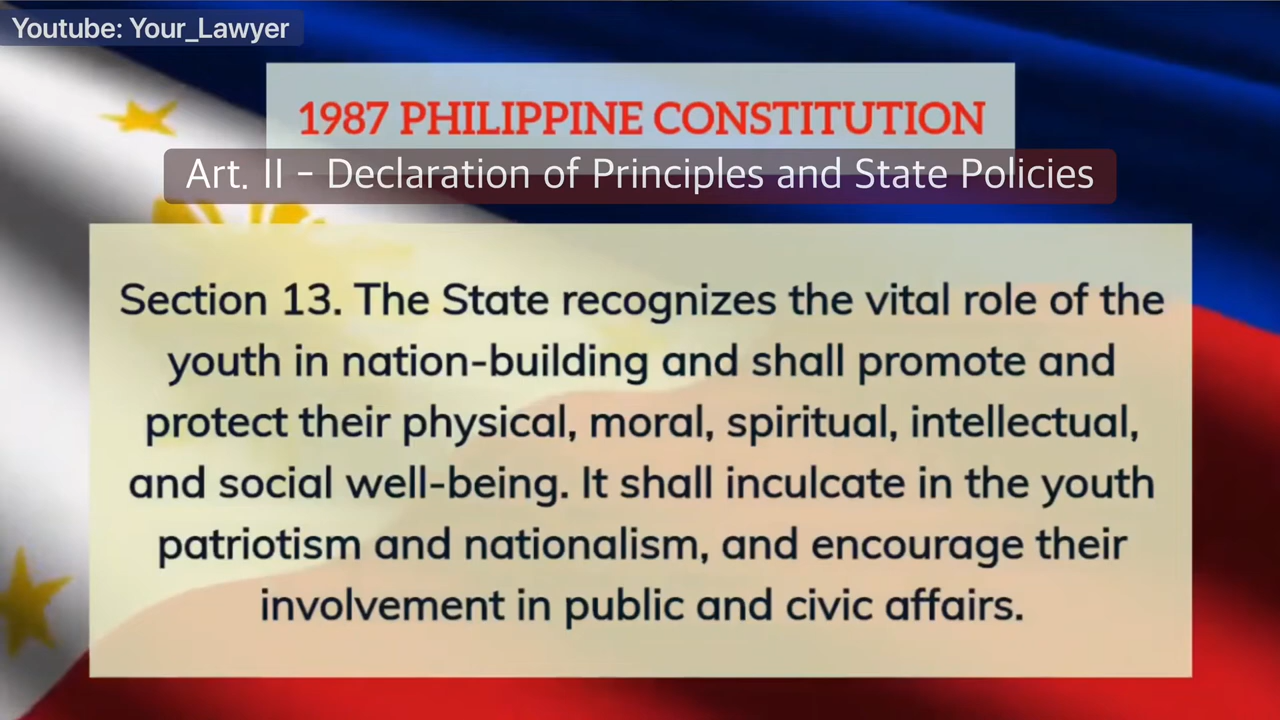 Youtube: Your_Lawyer
1987 PHILIPPINE CONSTITUTION
Art. II - Declaration of Principles and State Policies
Section 13. The State recognizes the vital role of the
youth in nation-building and shall promote and
protect their physical, moral, spiritual, intellectual,
and social well-being. It shall inculcate in the youth
patriotism and nationalism, and encourage their
involvement in public and civic affairs.